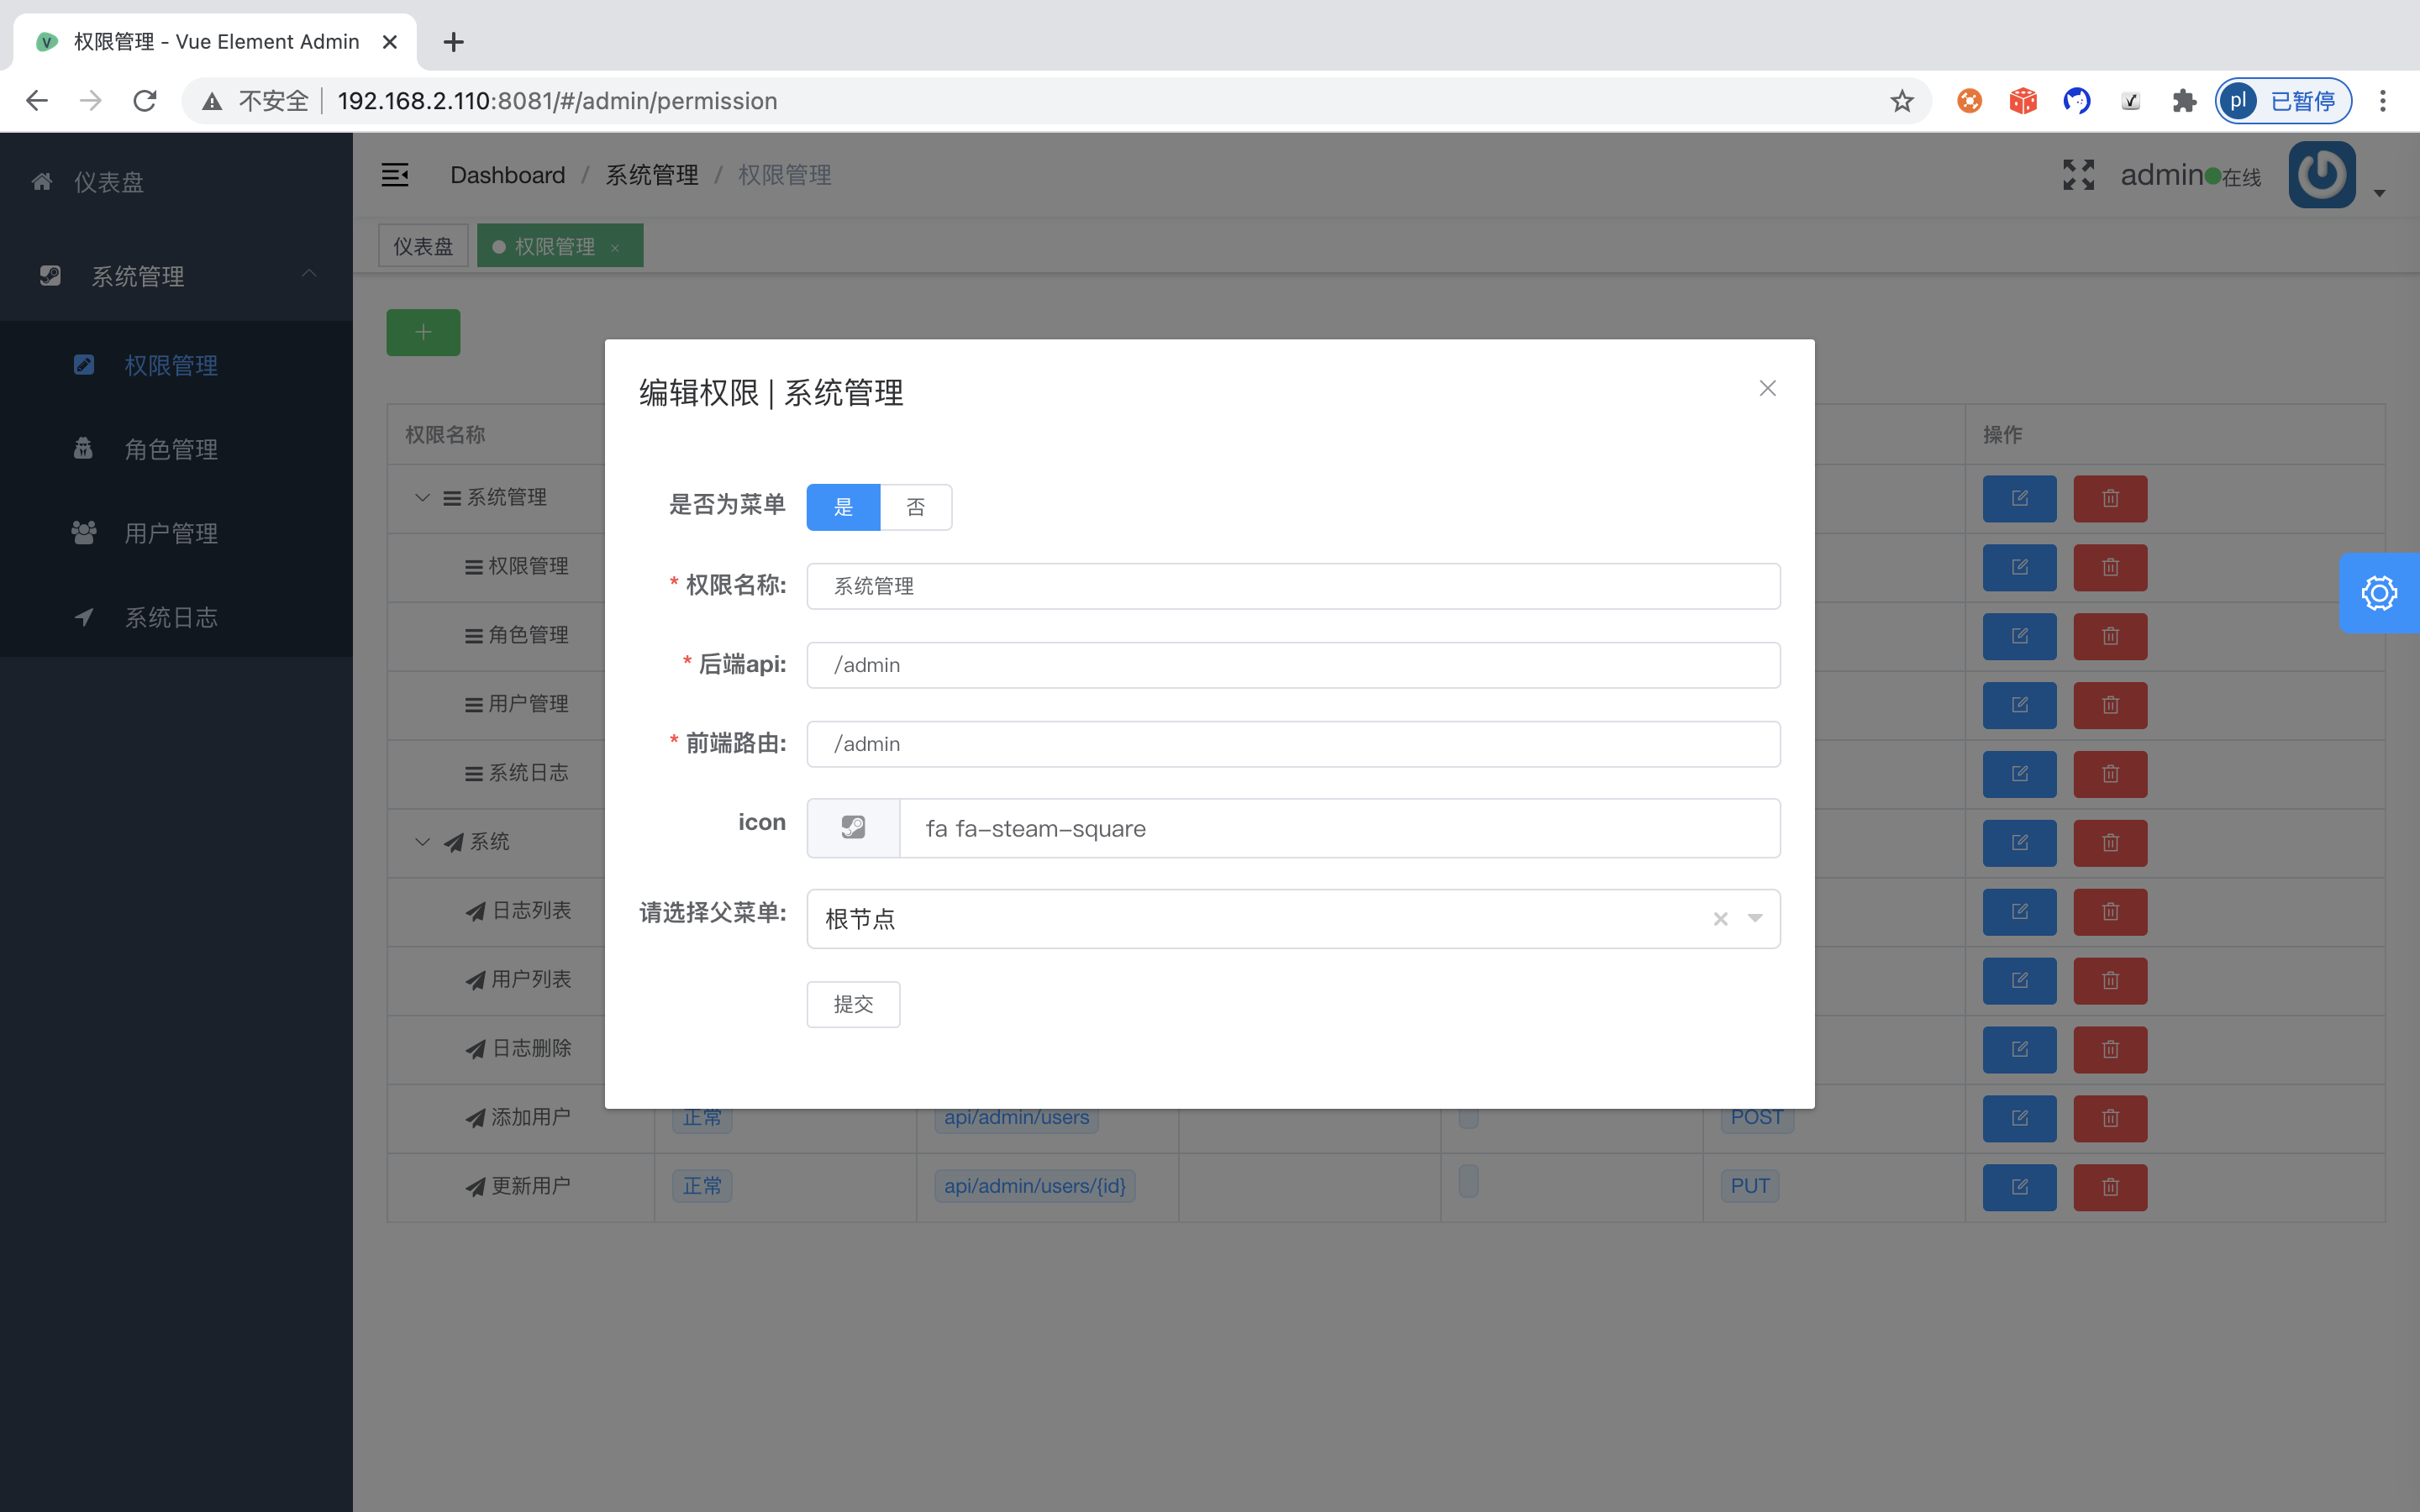 权限管理 - Vue Element Admin
不安全 192.168.2.110:8081/#/admin/permission
pl 已暂停
仪表盘
系统管理
权限管理
角色管理
用户管理
系统日志
Dashboard / 系统管理 / 权限管理
admin 在线
仪表盘 权限管理 ×
+
权限名称 操作
系统管理
权限管理
角色管理
用户管理
系统日志
系统
日志列表
用户列表
日志删除
添加用户 正常 api/admin/users POST
更新用户 正常 api/admin/users/{id} PUT
编辑权限 | 系统管理
是否为菜单 是 否
* 权限名称: 系统管理
* 后端api: /admin
* 前端路由: /admin
icon fa fa-steam-square
请选择父菜单: 根节点
提交